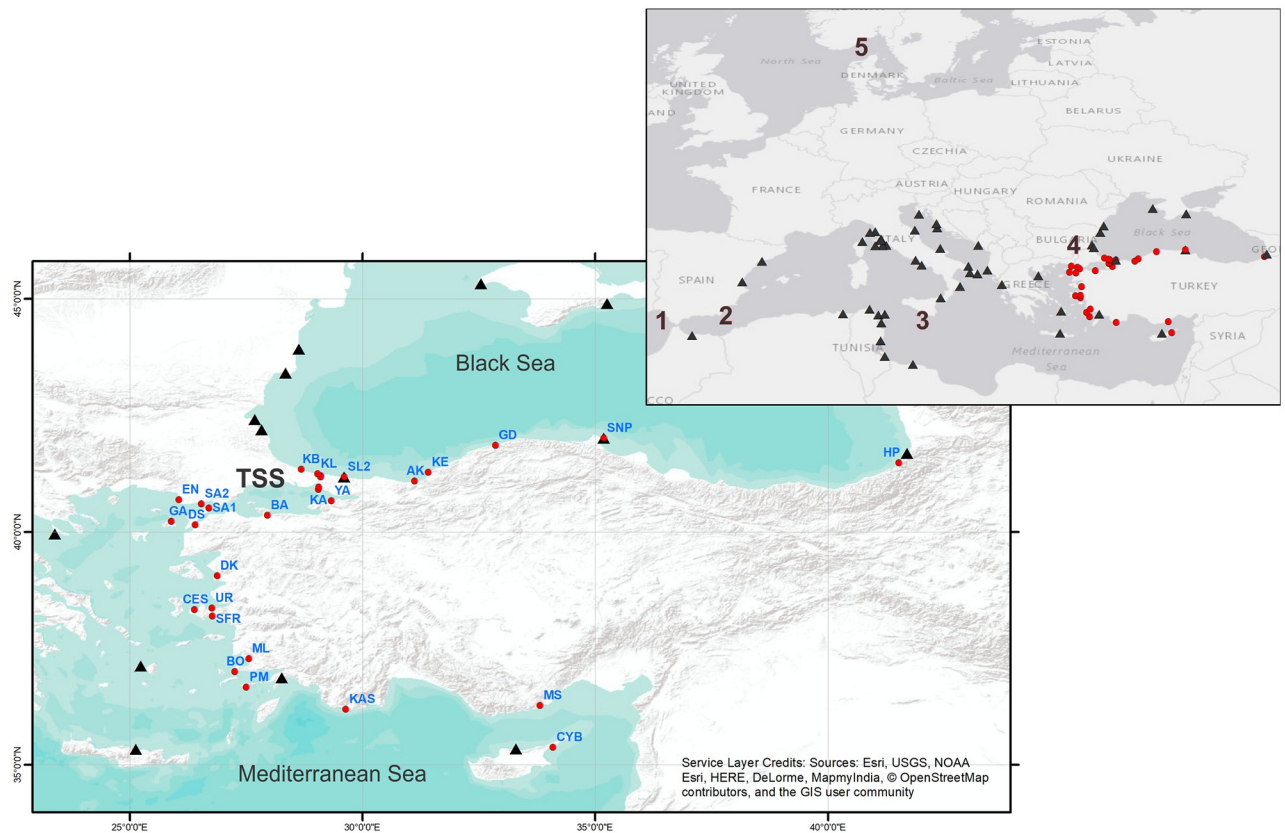 5
North Sea
ESTONIA
LATVIA
DENMARK
Baltic Sea
LITHUANIA
UNITED
KINGDOM
AND
BELARUS
GERMANY
CZECHIA
UKRAINE
FRANCE
AUSTRIA
HUNGARY
ROMANIA
ITALY
BULGARIA
4
Black Sea
GEO
SPAIN
GREECE
TURKEY
1
2
3
TUNISIA
Mediterranean
Sea
SYRIA
CCO
45°0'0"N
Black Sea
GD
SNP
HP
KB
KL
TSS
SL2
AK
KE
EN
SA2
YA
GA
DS
SA1
BA
KA
40°0'0"N
DK
CES
UR
SFR
ML
BO
PM
KAS
MS
CYB
35°0'0"N
Mediterranean Sea
Service Layer Credits: Sources: Esri, USGS, NOAA
Esri, HERE, DeLorme, MapmyIndia, © OpenStreetMap
contributors, and the GIS user community
25°0'0"E
30°0'0"E
35°0'0"E
40°0'0"E